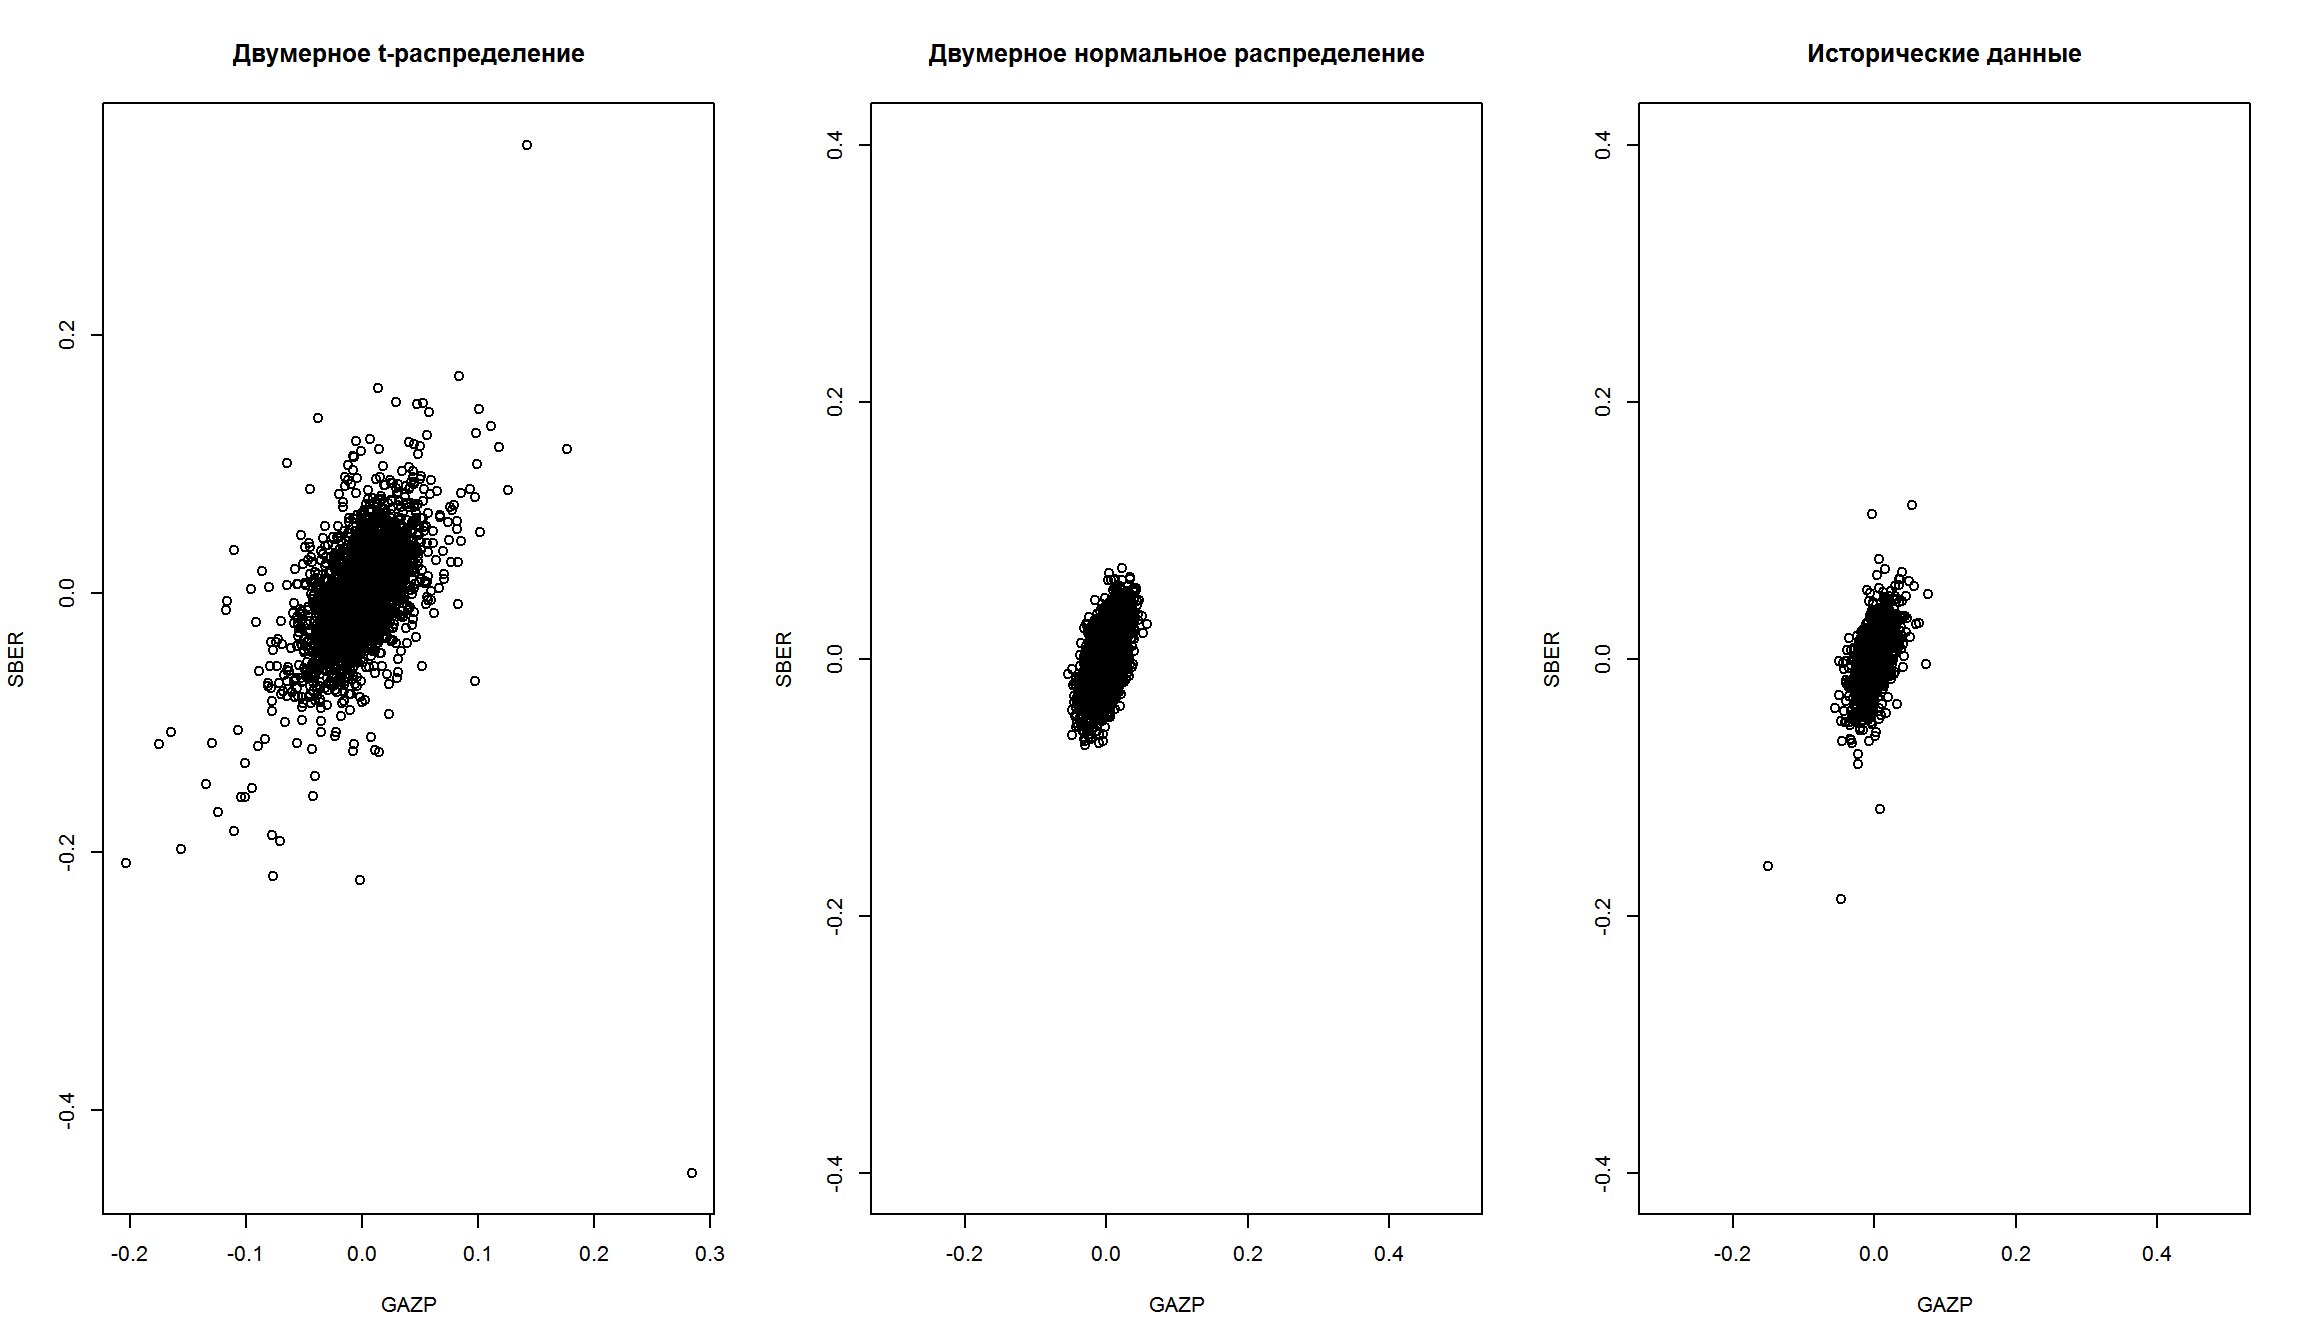 Двумерное t-распределение
0.2
0.0
-0.2
-0.4
SBER
-0.2 -0.1 0.0 0.1 0.2 0.3
GAZP
Двумерное нормальное распределение
0.4
0.2
0.0
-0.2
-0.4
SBER
-0.2 0.0 0.2 0.4
GAZP
Исторические данные
0.4
0.2
0.0
-0.2
-0.4
SBER
-0.2 0.0 0.2 0.4
GAZP